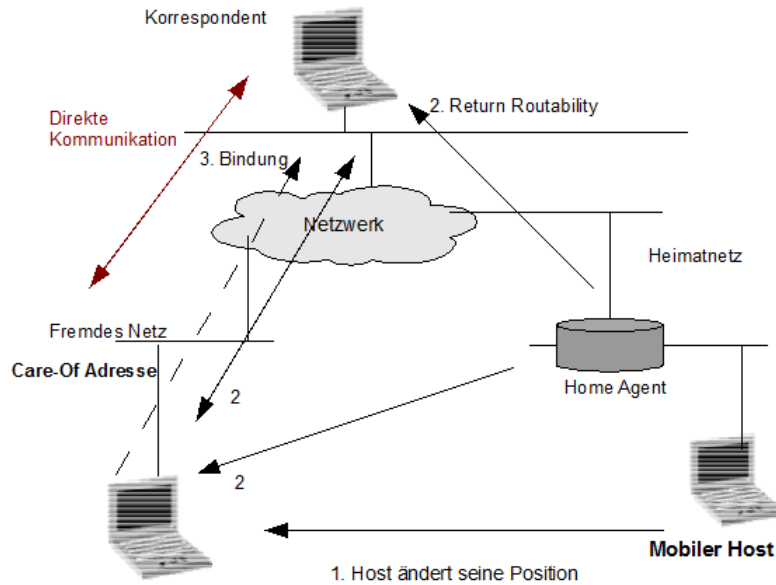 Korrespondent
2. Return Routability
Direkte
Kommunikation
3. Bindung
Netzwerk
Heimatnetz
Fremdes Netz
Care-Of Adresse
Home Agent
2
2
Mobiler Host
1. Host ändert seine Position